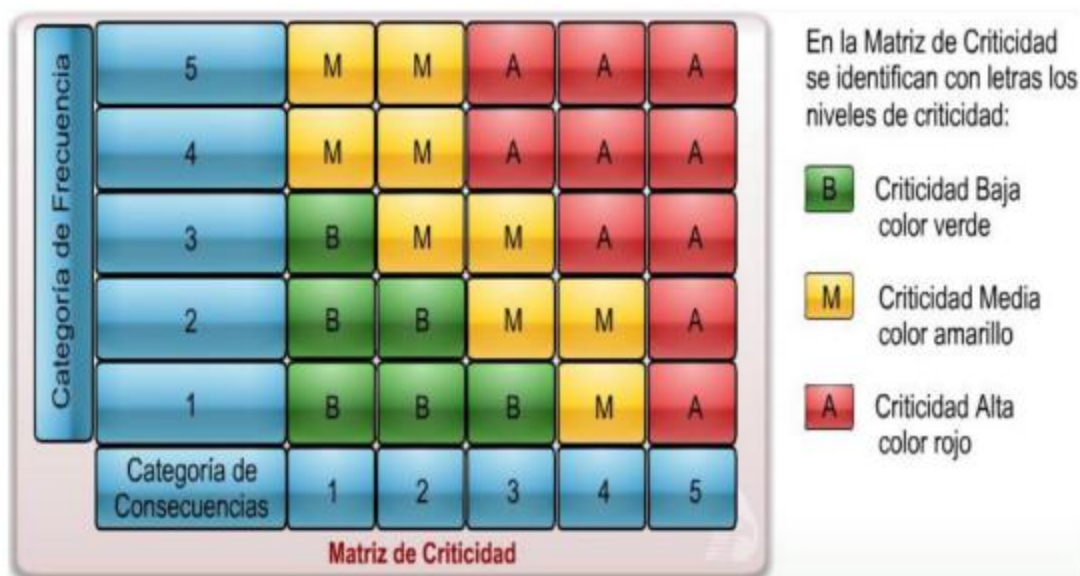 Categoría de Frecuencia
5 M M A A A
4 M M A A A
3 B M M A A
2 B B M M A
1 B B B M A
Categoría de
Consecuencias
1 2 3 4 5
Matriz de Criticidad
En la Matriz de Criticidad
se identifican con letras los
niveles de criticidad:
B Criticidad Baja
color verde
M Criticidad Media
color amarillo
A Criticidad Alta
color rojo